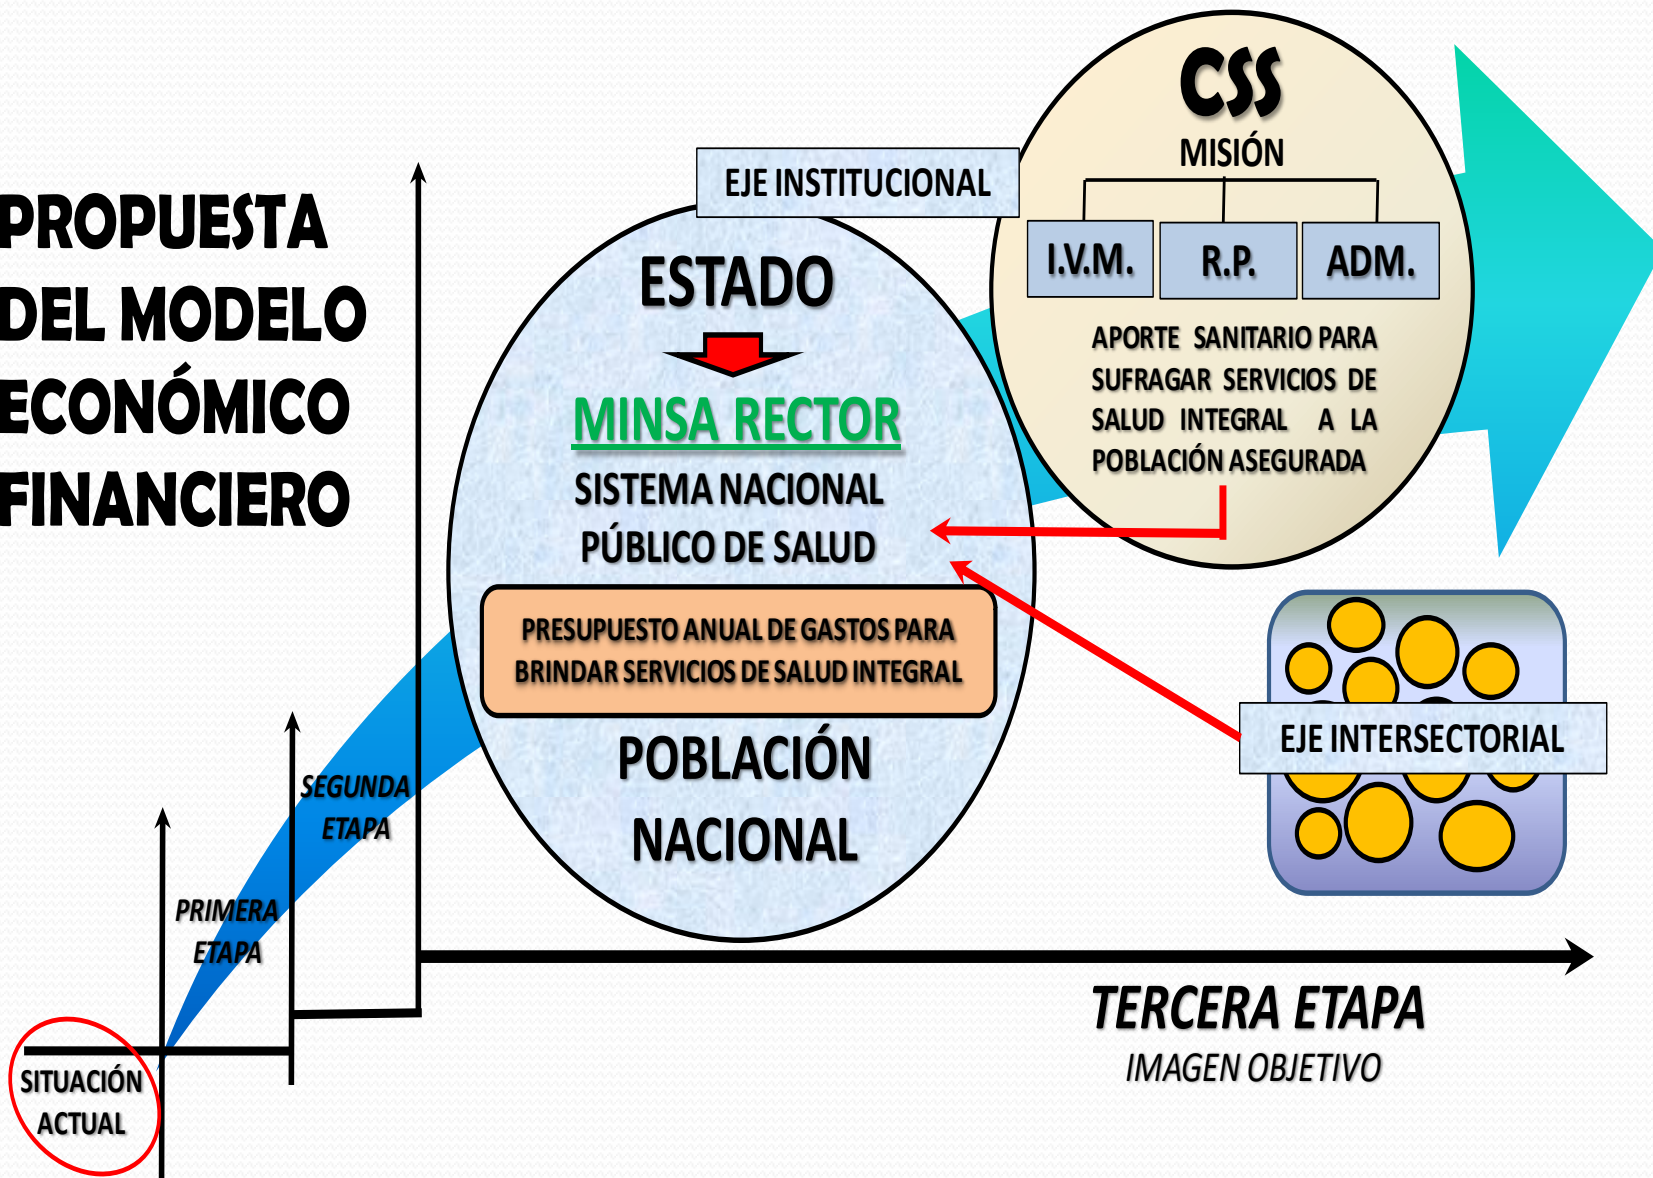 PROPUESTA
DEL MODELO
ECONÓMICO
FINANCIERO
CSS
MISIÓN
I.V.M.
R.P.
ADM.
APORTE SANITARIO PARA
SUFRAGAR SERVICIOS DE
SALUD INTEGRAL A LA
POBLACIÓN ASEGURADA
EJE INSTITUCIONAL
ESTADO
MINSA RECTOR
SISTEMA NACIONAL
PÚBLICO DE SALUD
PRESUPUESTO ANUAL DE GASTOS PARA
BRINDAR SERVICIOS DE SALUD INTEGRAL
POBLACIÓN
NACIONAL
EJE INTERSECTORIAL
SEGUNDA
ETAPA
PRIMERA
ETAPA
SITUACIÓN
ACTUAL
TERCERA ETAPA
IMAGEN OBJETIVO